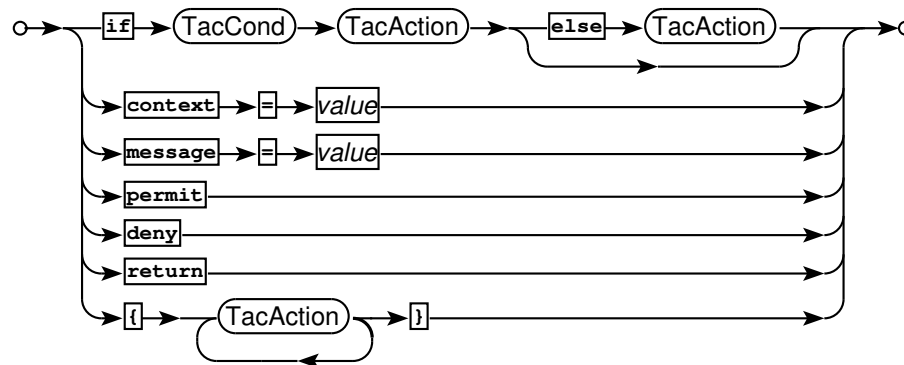 if TacCond TacAction else TacAction
context = value
message = value
permit
deny
return
{ TacAction }